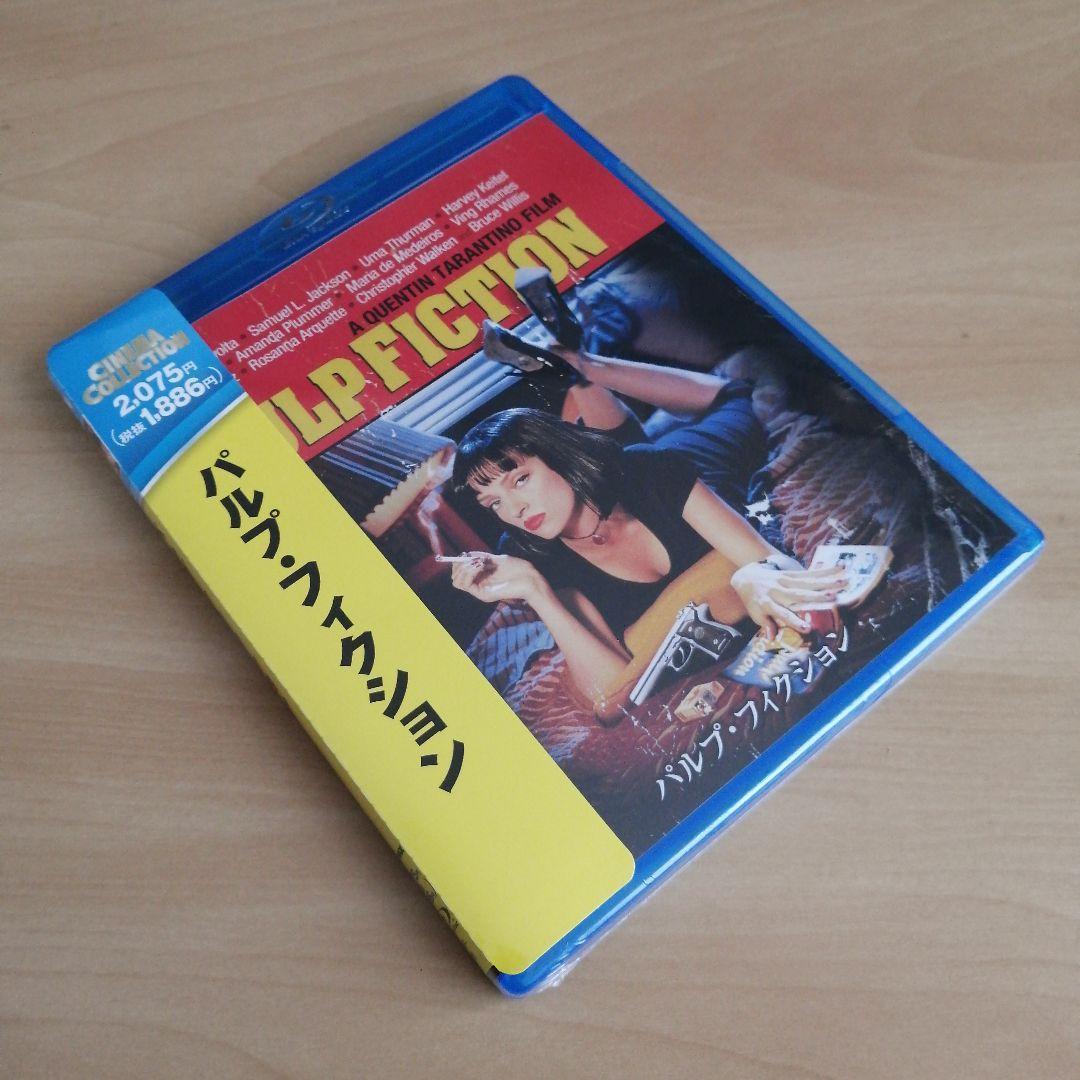 CINEMA
COLLECTION
2,075円
(税抜1,886円)
パルプ・フィクション
Samuel L. Jackson • Uma Thurman • Harvey Keitel
Amanda Plummer • Maria de Medeiros • Ving Rhames
Rosanna Arquette • Christopher Walken • Bruce Willis
A QUENTIN TARANTINO FILM
ULP FICTION
パルプ・フィクション